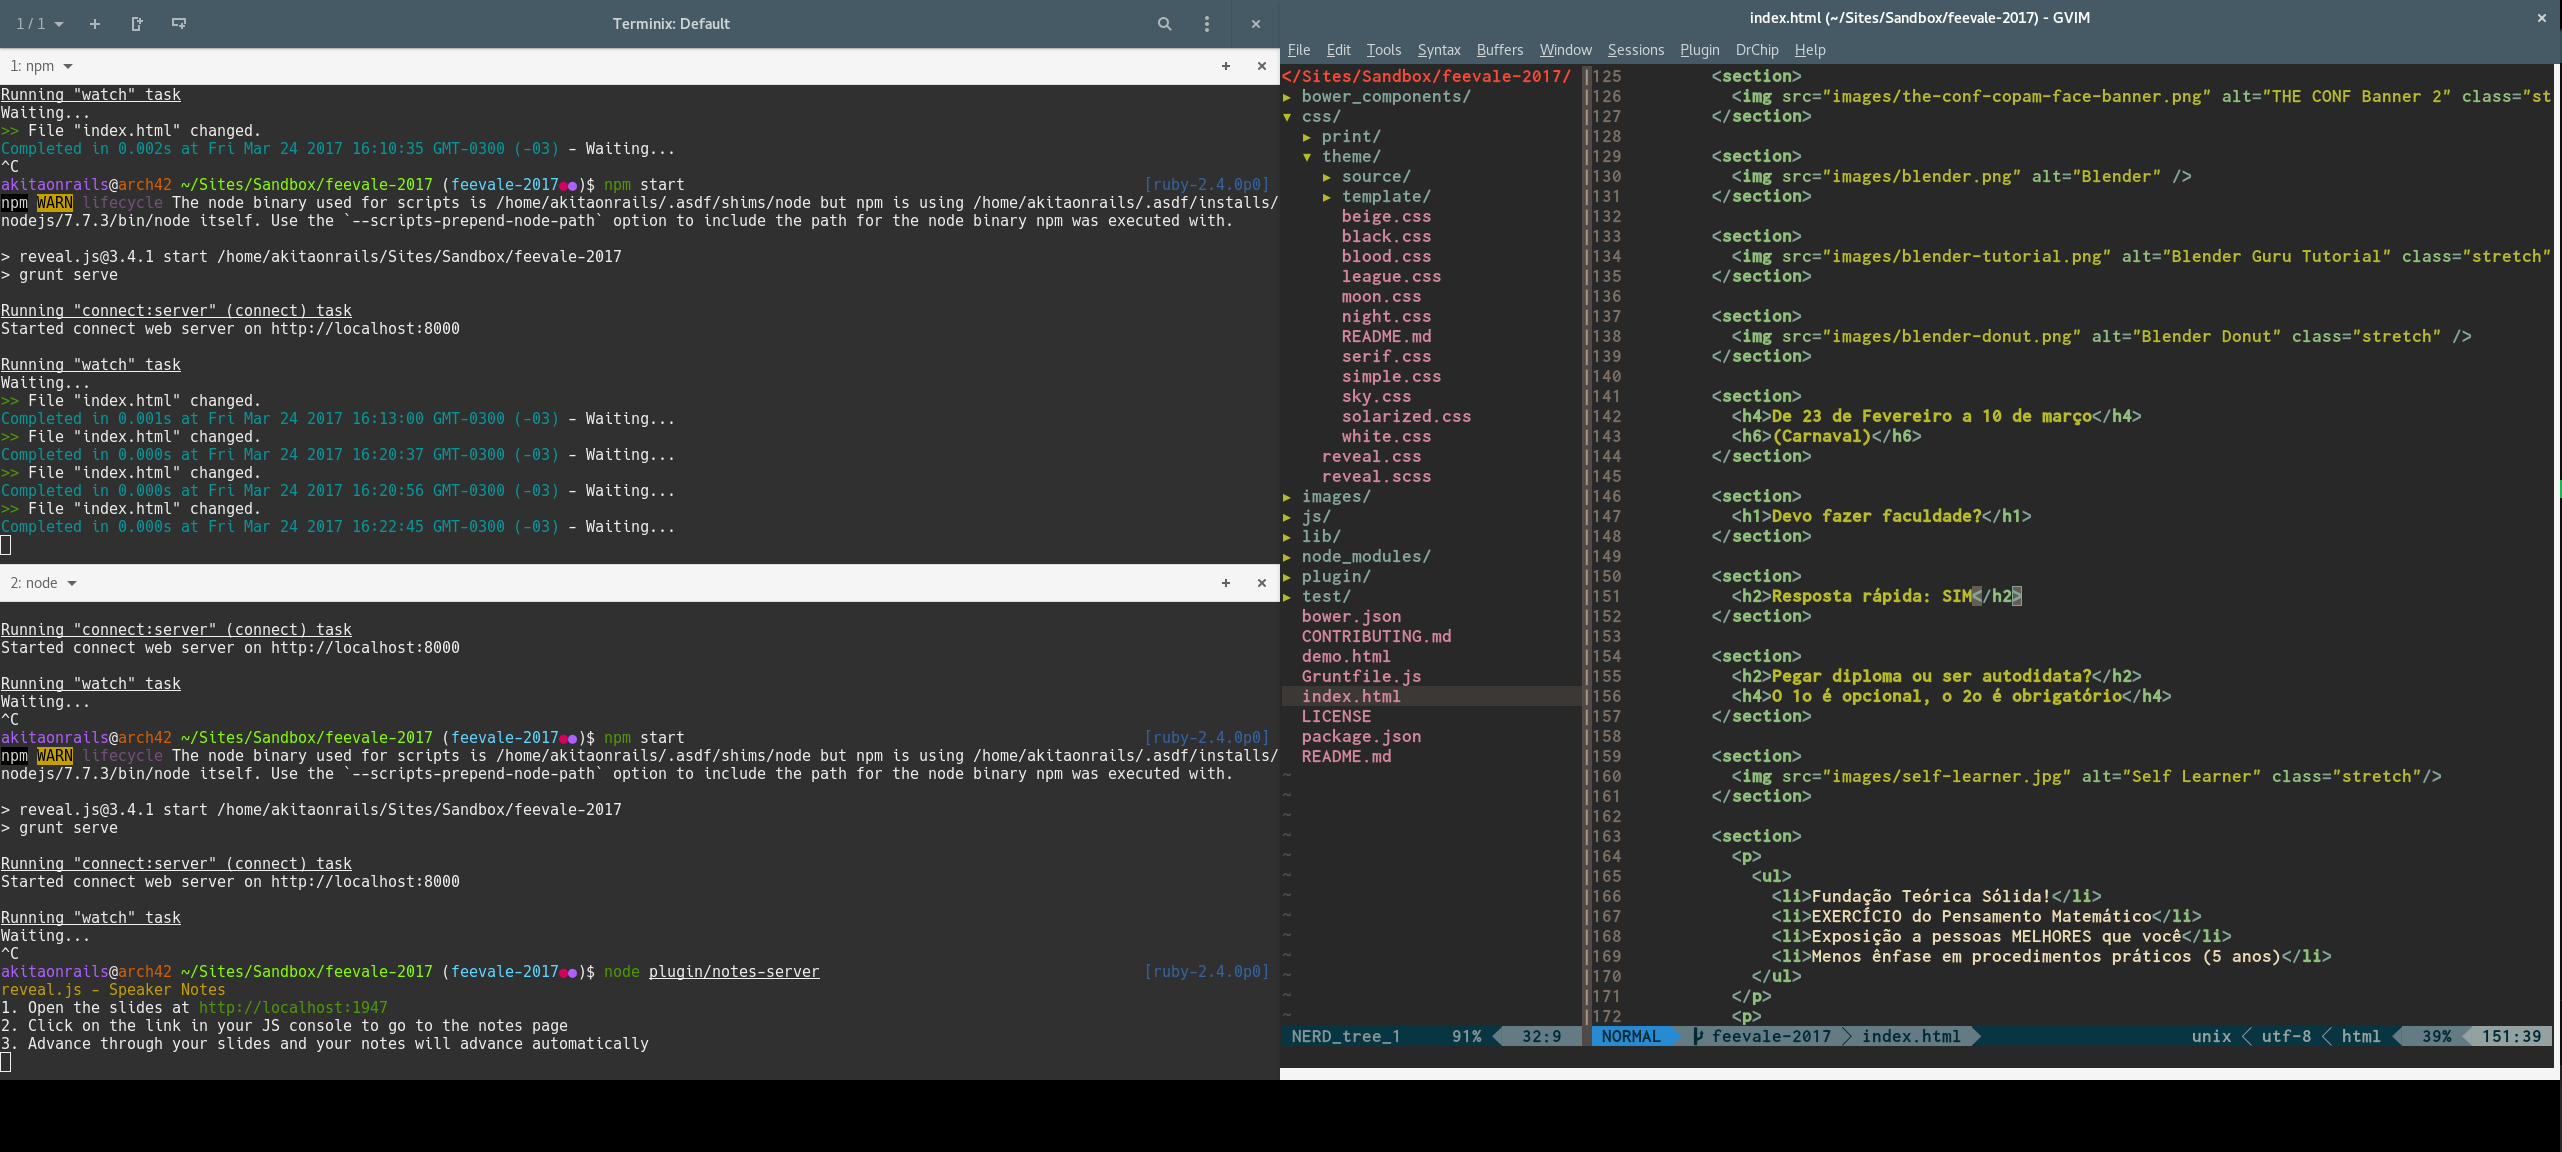 1 / 1
Terminix: Default
1: npm
Running "watch" task
Waiting...
>> File "index.html" changed.
Completed in 0.002s at Fri Mar 24 2017 16:10:35 GMT-0300 (-03) - Waiting...
^C
akitaonrails@arch42 ~/Sites/Sandbox/feevale-2017 (feevale-2017●●)$ npm start [ruby-2.4.0p0]
npm WARN lifecycle The node binary used for scripts is /home/akitaonrails/.asdf/shims/node but npm is using /home/akitaonrails/.asdf/installs/
nodejs/7.7.3/bin/node itself. Use the `--scripts-prepend-node-path` option to include the path for the node binary npm was executed with.
> reveal.js@3.4.1 start /home/akitaonrails/Sites/Sandbox/feevale-2017
> grunt serve
Running "connect:server" (connect) task
Started connect web server on http://localhost:8000
Running "watch" task
Waiting...
>> File "index.html" changed.
Completed in 0.001s at Fri Mar 24 2017 16:13:00 GMT-0300 (-03) - Waiting...
>> File "index.html" changed.
Completed in 0.000s at Fri Mar 24 2017 16:20:37 GMT-0300 (-03) - Waiting...
>> File "index.html" changed.
Completed in 0.000s at Fri Mar 24 2017 16:20:56 GMT-0300 (-03) - Waiting...
>> File "index.html" changed.
Completed in 0.000s at Fri Mar 24 2017 16:22:45 GMT-0300 (-03) - Waiting...
2: node
Running "connect:server" (connect) task
Started connect web server on http://localhost:8000
Running "watch" task
Waiting...
^C
akitaonrails@arch42 ~/Sites/Sandbox/feevale-2017 (feevale-2017●●)$ npm start [ruby-2.4.0p0]
npm WARN lifecycle The node binary used for scripts is /home/akitaonrails/.asdf/shims/node but npm is using /home/akitaonrails/.asdf/installs/
nodejs/7.7.3/bin/node itself. Use the `--scripts-prepend-node-path` option to include the path for the node binary npm was executed with.
> reveal.js@3.4.1 start /home/akitaonrails/Sites/Sandbox/feevale-2017
> grunt serve
Running "connect:server" (connect) task
Started connect web server on http://localhost:8000
Running "watch" task
Waiting...
^C
akitaonrails@arch42 ~/Sites/Sandbox/feevale-2017 (feevale-2017●●)$ node plugin/notes-server [ruby-2.4.0p0]
reveal.js - Speaker Notes
1. Open the slides at http://localhost:1947
2. Click on the link in your JS console to go to the notes page
3. Advance through your slides and your notes will advance automatically
index.html (~/Sites/Sandbox/feevale-2017) - GVIM
File Edit Tools Syntax Buffers Window Sessions Plugin DrChip Help
</Sites/Sandbox/feevale-2017/
▸ bower_components/
▾ css/
▸ print/
▾ theme/
▸ source/
▸ template/
beige.css
black.css
blood.css
league.css
moon.css
night.css
README.md
serif.css
simple.css
sky.css
solarized.css
white.css
reveal.css
reveal.scss
▸ images/
▸ js/
▸ lib/
▸ node_modules/
▸ plugin/
▸ test/
bower.json
CONTRIBUTING.md
demo.html
Gruntfile.js
index.html
LICENSE
package.json
README.md
~
~
~
~
~
~
~
~
~
~
~
~
~
NERD_tree_1 91% 32:9
125 <section>
126 <img src="images/the-conf-copam-face-banner.png" alt="THE CONF Banner 2" class="st
127 </section>
128
129 <section>
130 <img src="images/blender.png" alt="Blender" />
131 </section>
132
133 <section>
134 <img src="images/blender-tutorial.png" alt="Blender Guru Tutorial" class="stretch"
135 </section>
136
137 <section>
138 <img src="images/blender-donut.png" alt="Blender Donut" class="stretch" />
139 </section>
140
141 <section>
142 <h4>De 23 de Fevereiro a 10 de março</h4>
143 <h6>(Carnaval)</h6>
144 </section>
145
146 <section>
147 <h1>Devo fazer faculdade?</h1>
148 </section>
149
150 <section>
151 <h2>Resposta rápida: SIM</h2>
152 </section>
153
154 <section>
155 <h2>Pegar diploma ou ser autodidata?</h2>
156 <h4>O 1o é opcional, o 2o é obrigatório</h4>
157 </section>
158
159 <section>
160 <img src="images/self-learner.jpg" alt="Self Learner" class="stretch"/>
161 </section>
162
163 <section>
164 <p>
165 <ul>
166 <li>Fundação Teórica Sólida!</li>
167 <li>EXERCÍCIO do Pensamento Matemático</li>
168 <li>Exposição a pessoas MELHORES que você</li>
169 <li>Menos ênfase em procedimentos práticos (5 anos)</li>
170 </ul>
171 </p>
172 <p>
NORMAL feevale-2017 index.html unix utf-8 html 39% 151:39